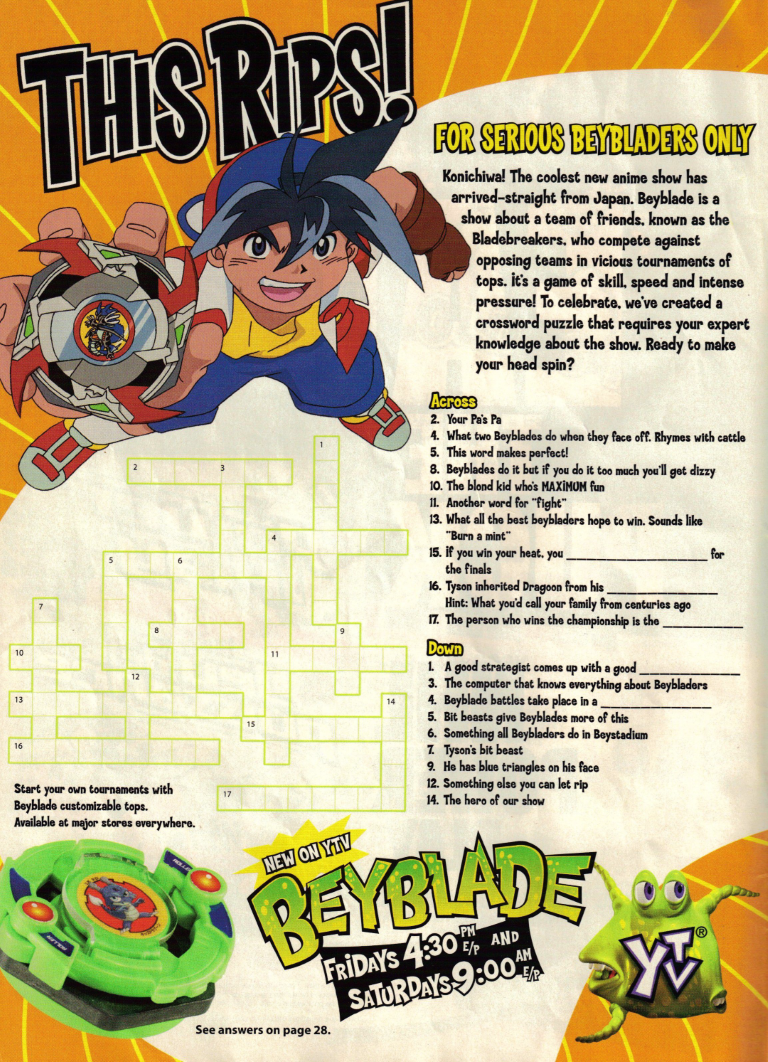 THIS RIPS!
FOR SERIOUS BEYBLADERS ONLY
Konichiwa! The coolest new anime show has
arrived-straight from Japan. Beyblade is a
show about a team of friends, known as the
Bladebreakers, who compete against
opposing teams in vicious tournaments of
tops. it's a game of skill, speed and intense
pressure! To celebrate, we've created a
crossword puzzle that requires your expert
knowledge about the show. Ready to make
your head spin?
Across
2. Your Pa's Pa
4. What two Beyblades do when they face off. Rhymes with cattle
5. This word makes perfect!
8. Beyblades do it but if you do it too much you'll get dizzy
10. The blond kid who's MAXiMUM fun
11. Another word for "fight"
13. What all the best beybladers hope to win. Sounds like
"Burn a mint"
15. if you win your heat, you ____________________ for
the finals
16. Tyson inherited Dragoon from his ________________
Hint: What you'd call your family from centuries ago
17. The person who wins the championship is the ____________
Down
1. A good strategist comes up with a good _______________
3. The computer that knows everything about Beybladers
4. Beyblade battles take place in a ________________
5. Bit beasts give Beyblades more of this
6. Something all Beybladers do in Beystadium
7. Tyson's bit beast
9. He has blue triangles on his face
12. Something else you can let rip
14. The hero of our show
1
2
3
4
5
6
7
8
9
10
11
12
13
14
15
16
17
Start your own tournaments with
Beyblade customizable tops.
Available at major stores everywhere.
NEW ON YTV
BEYBLADE
FRiDAYS 4:30 PM E/P AND
SATURDAYS 9:00 AM E/P
YTV®
See answers on page 28.